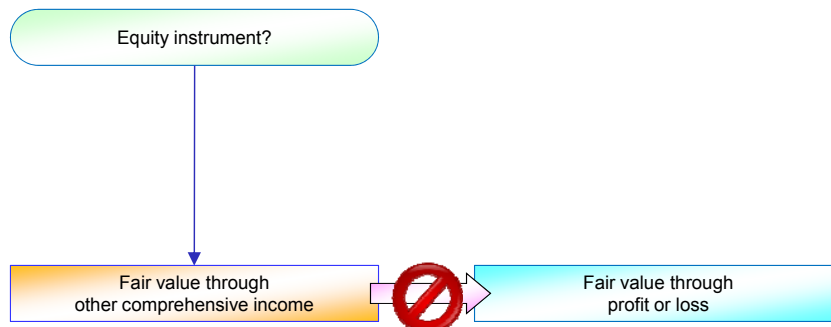 Equity instrument?
Fair value through
other comprehensive income
Fair value through
profit or loss